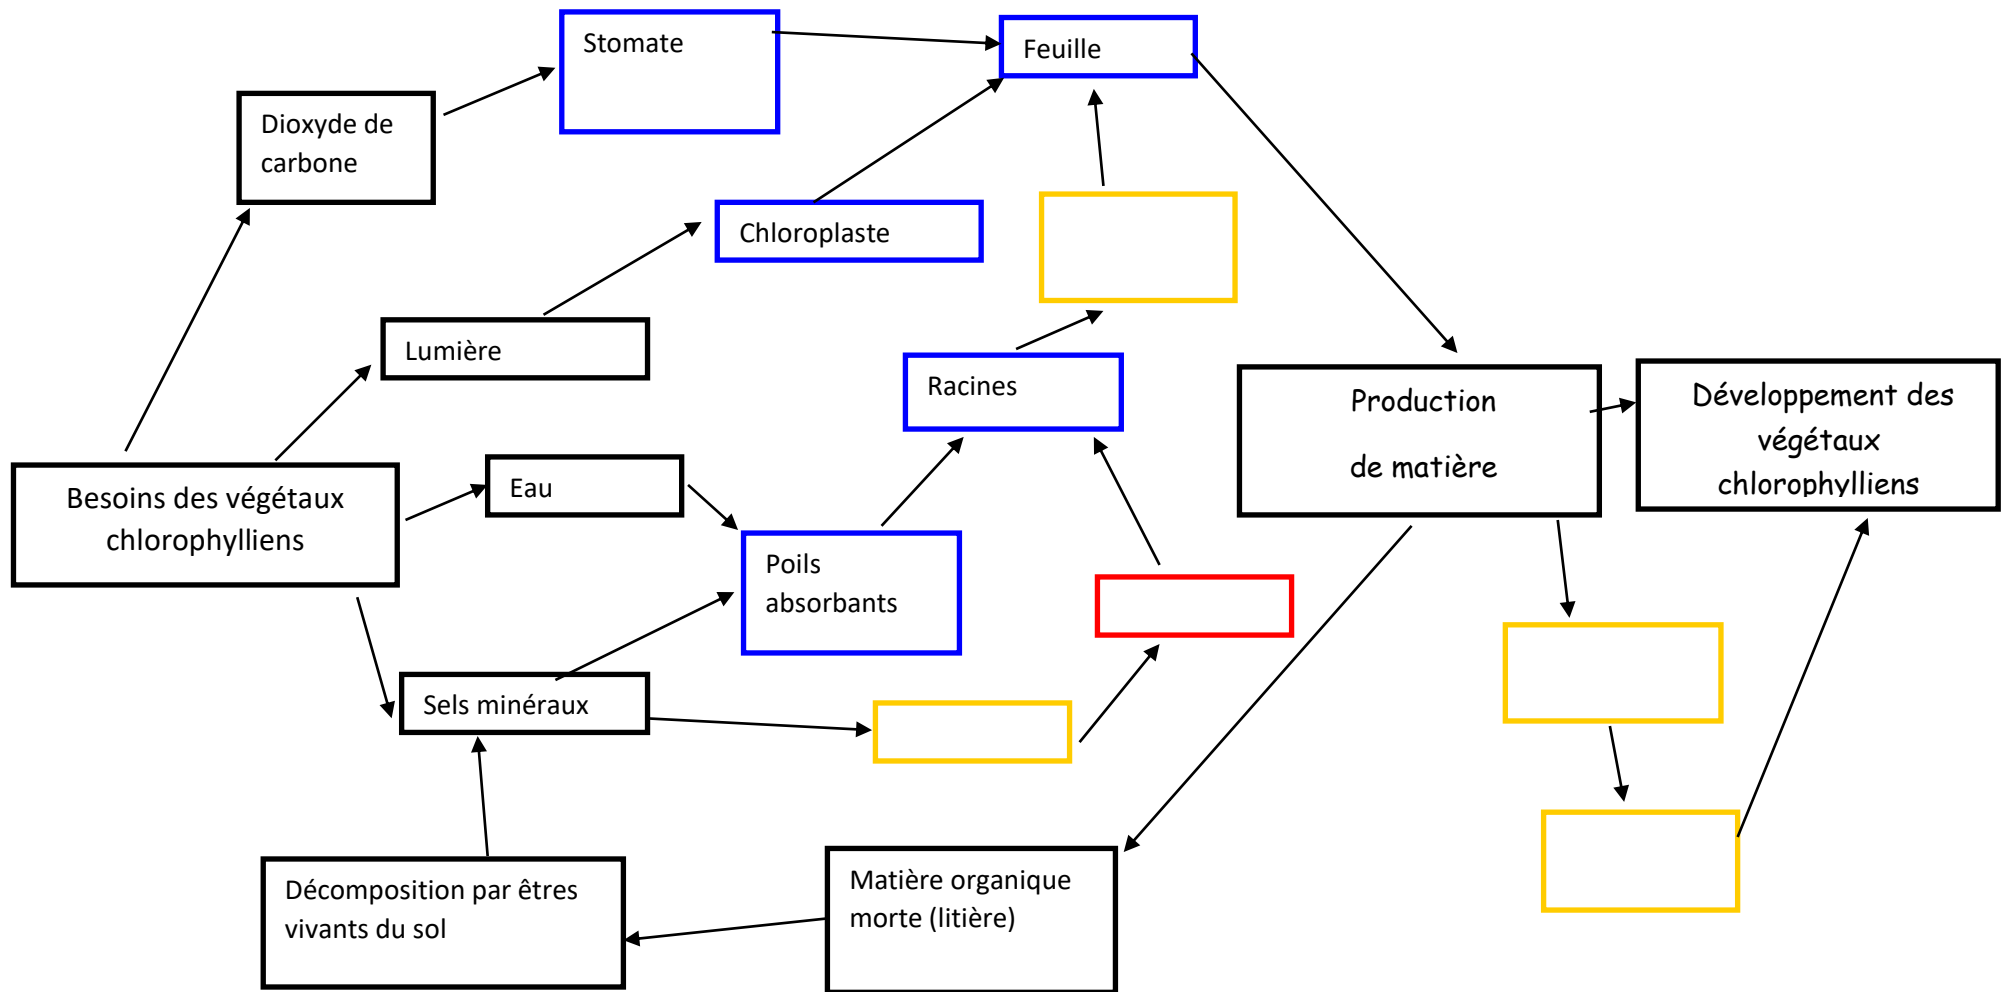 Stomate
Feuille
Dioxyde de
carbone
Chloroplaste
Lumière
Racines
Production
de matière
Développement des
végétaux
chlorophylliens
Besoins des végétaux
chlorophylliens
Eau
Poils
absorbants
Sels minéraux
Décomposition par êtres
vivants du sol
Matière organique
morte (litière)